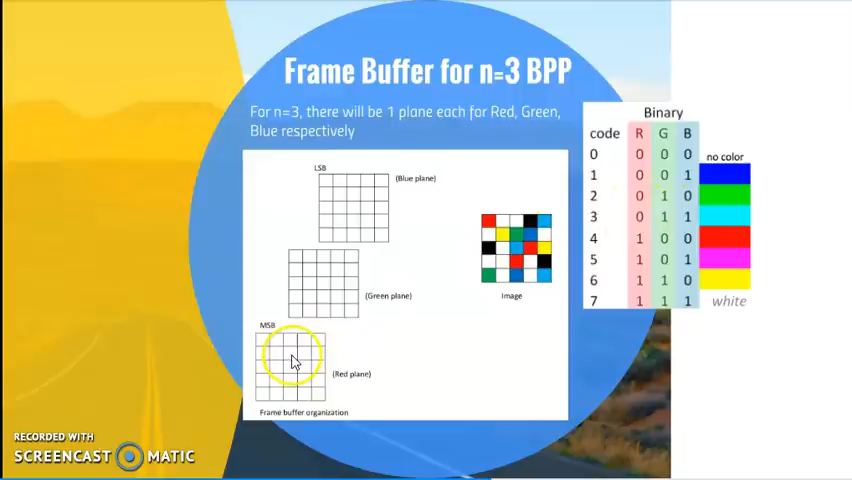 Frame Buffer for n=3 BPP
For n=3, there will be 1 plane each for Red, Green,
Blue respectively
LSB
(Blue plane)
(Green plane)
MSB
(Red plane)
Frame buffer organization
Image
Binary
code R G B
0 0 0 0 no color
1 0 0 1
2 0 1 0
3 0 1 1
4 1 0 0
5 1 0 1
6 1 1 0
7 1 1 1 white
RECORDED WITH
SCREENCAST MATIC